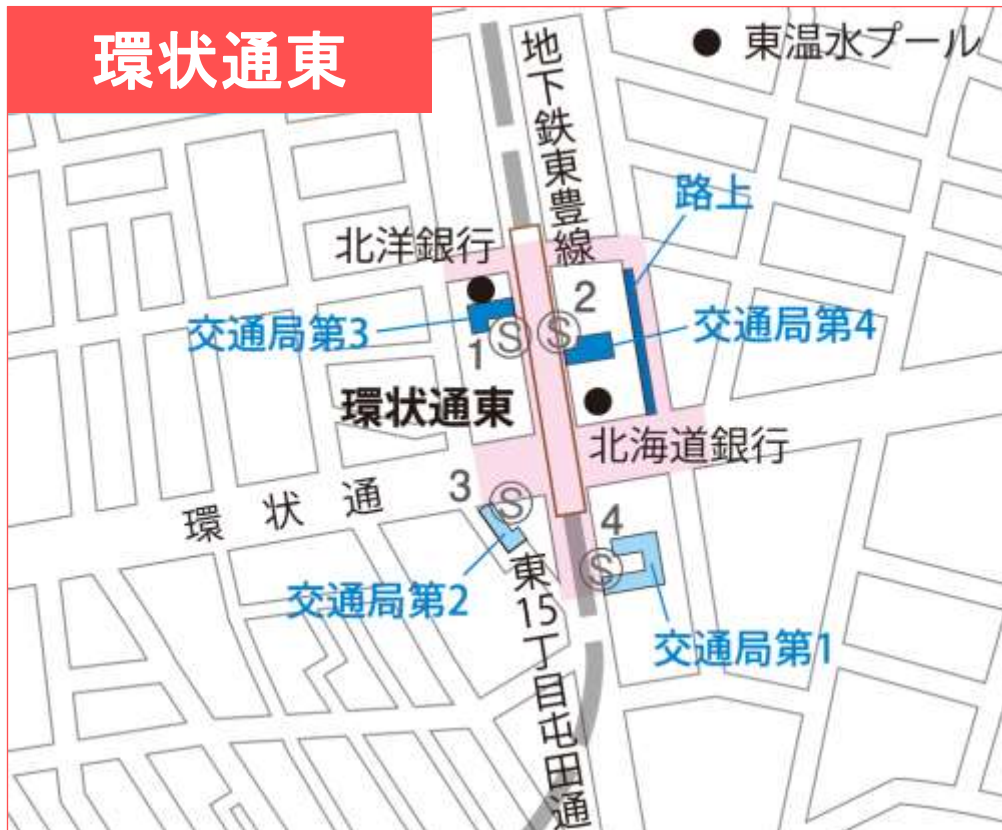 環状通東
東温水プール
地下鉄東豊線
路上
北洋銀行
2
交通局第3
Ⓢ
Ⓢ
交通局第4
1
環状通東
北海道銀行
3
Ⓢ
環状通
4
Ⓢ
交通局第2
東15丁目屯田通
交通局第1